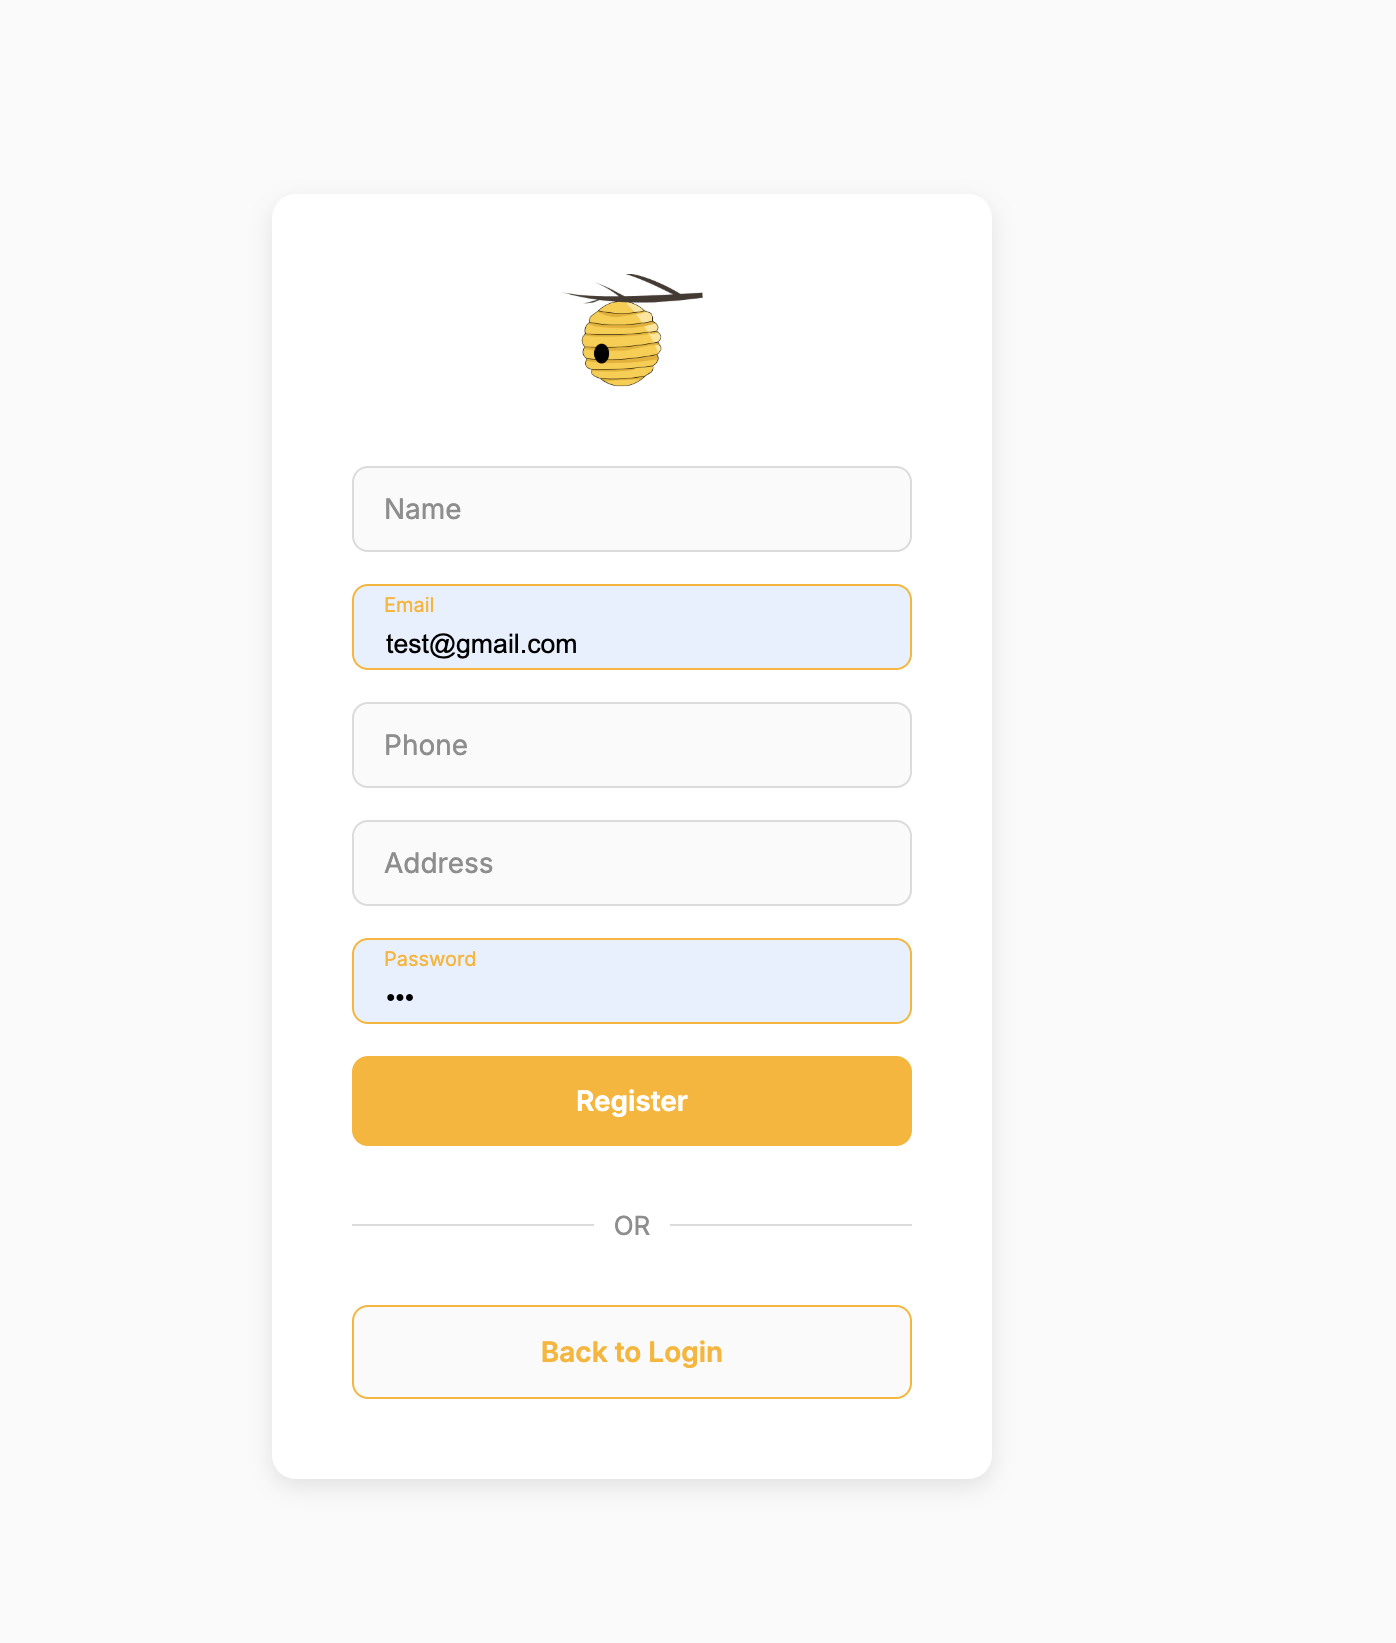 Name
Email
test@gmail.com
Phone
Address
Password
•••
Register
OR
Back to Login